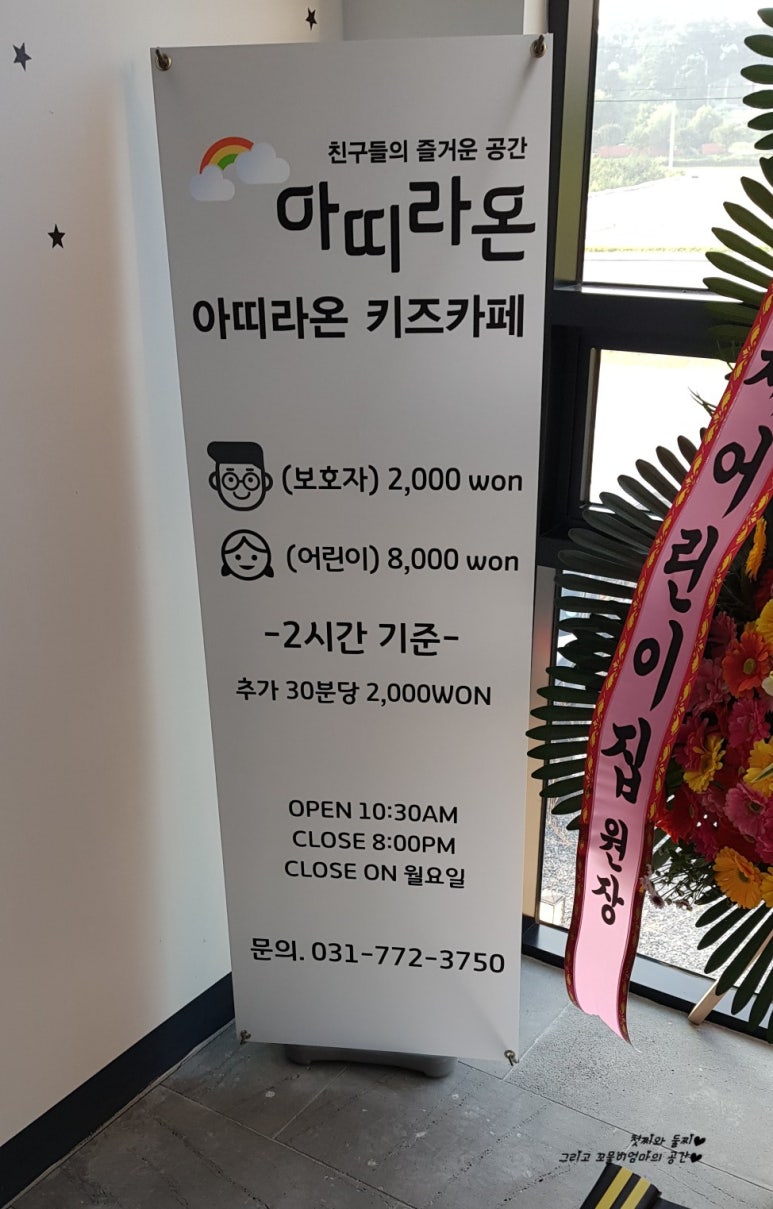 친구들의 즐거운 공간
아띠라온
아띠라온 키즈카페
(보호자) 2,000 won
(어린이) 8,000 won
-2시간 기준-
추가 30분당 2,000WON
OPEN 10:30AM
CLOSE 8:00PM
CLOSE ON 월요일
문의. 031-772-3750
어린이집 원장
첫찌와 둘찌♥
그리고 꼬물버엄마의 공간♥